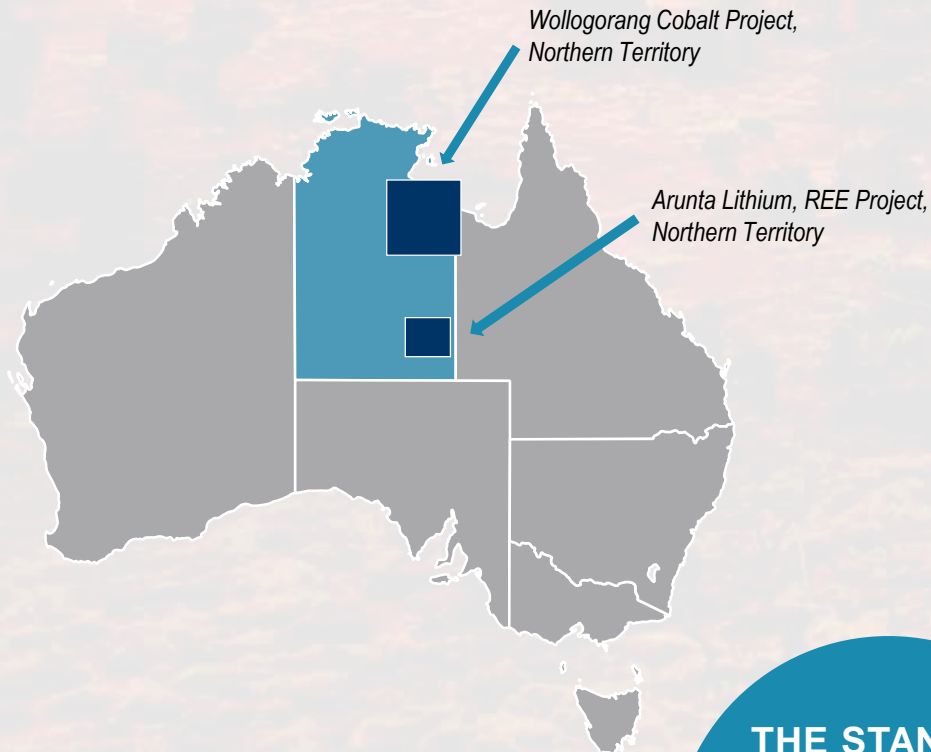 Wollogorang Cobalt Project,
Northern Territory
Arunta Lithium, REE Project,
Northern Territory
THE STAN